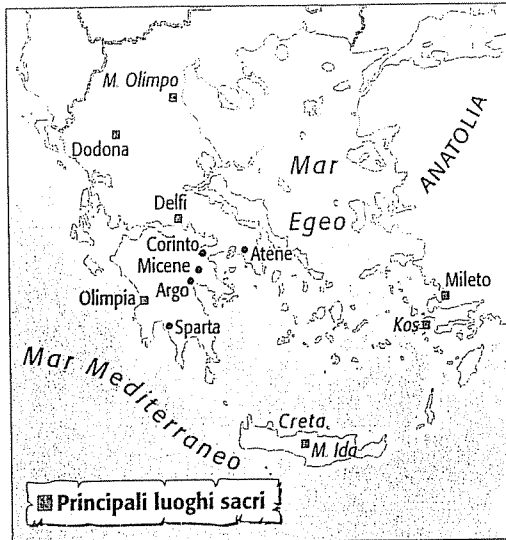 M. Olimpo
Dodona
Mar
Egeo
ANATOLIA
Delfi
Corinto
Atene
Micene
Argo
Olimpia
Sparta
Mileto
Kos
Mar Mediterraneo
Creta
M. Ida
Principali luoghi sacri